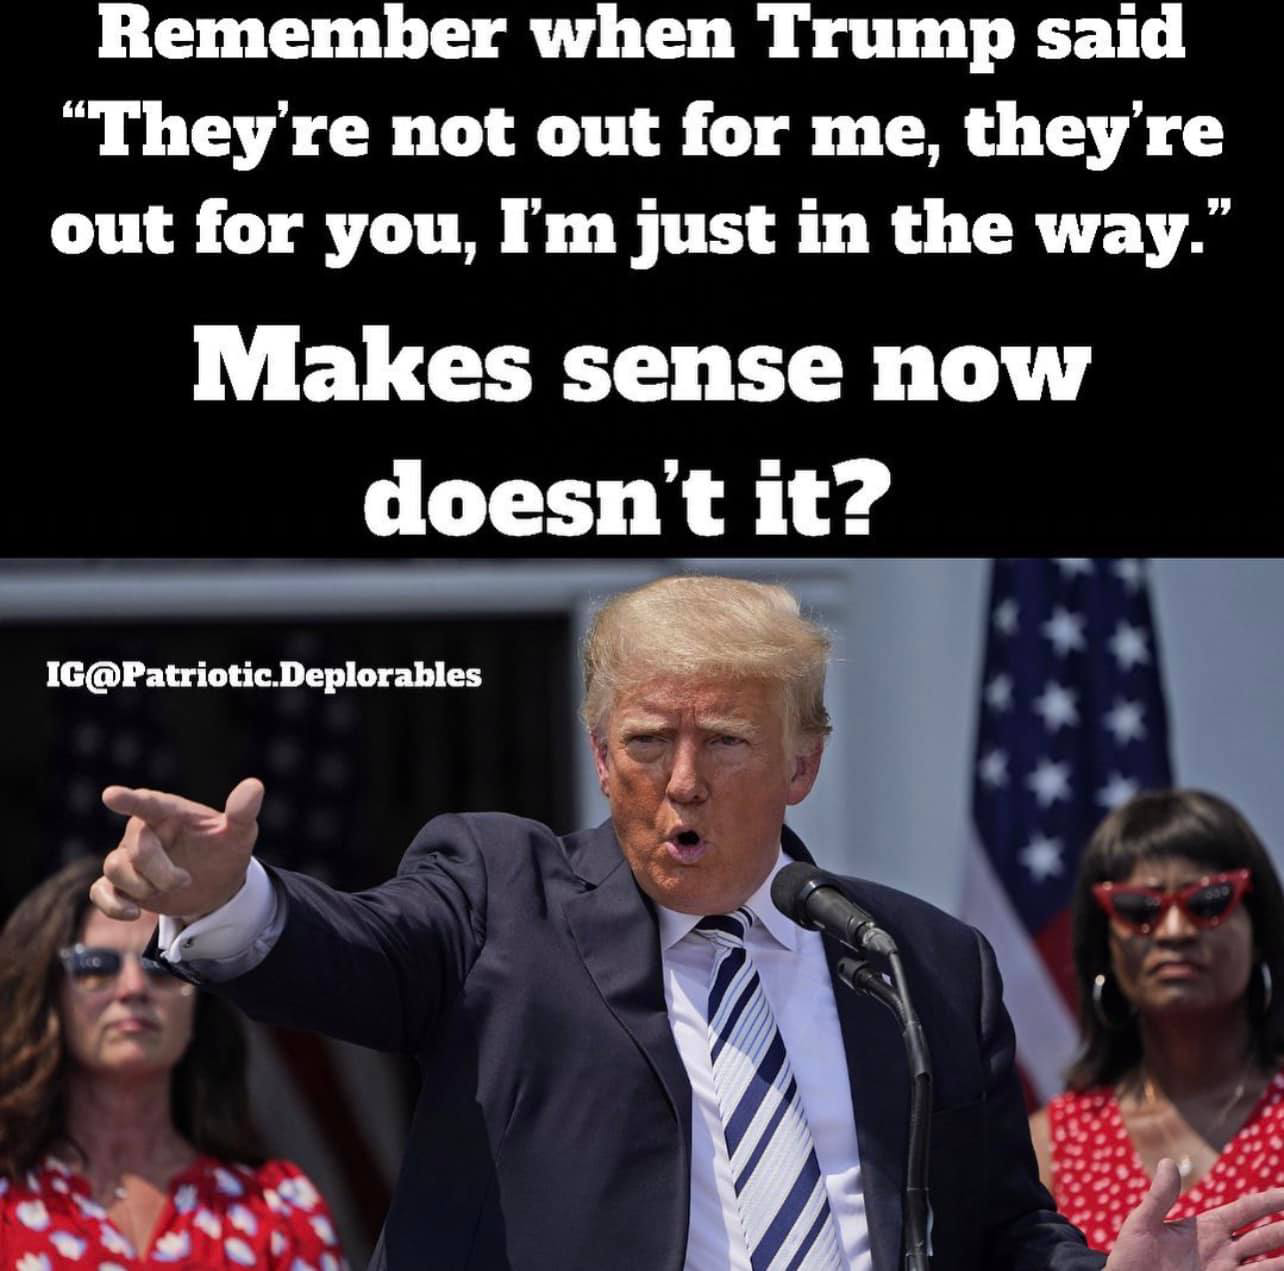 Remember when Trump said
“They’re not out for me, they’re
out for you, I’m just in the way.”
Makes sense now
doesn’t it?
IG@Patriotic.Deplorables